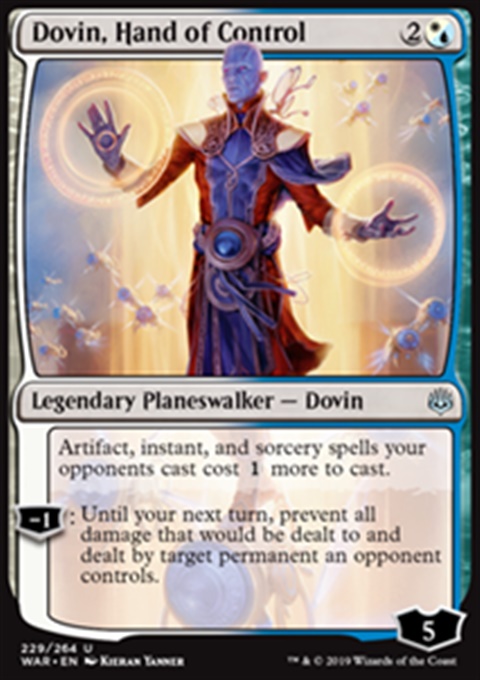 Dovin, Hand of Control 2
Legendary Planeswalker — Dovin
Artifact, instant, and sorcery spells your
opponents cast cost 1 more to cast.
-1: Until your next turn, prevent all
damage that would be dealt to and
dealt by target permanent an opponent
controls.
5
229/264 U
WAR • EN Kieran Yanner
™ & © 2019 Wizards of the Coast